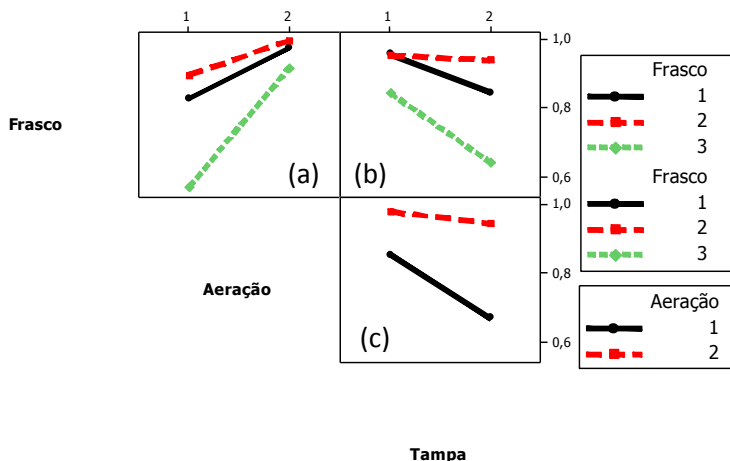 1 2 1 2
Frasco
(a)
(b)
1,0
0,8
0,6
Frasco
1
2
3
Frasco
1
2
3
Aeração
(c)
1,0
0,8
0,6
Aeração
1
2
Tampa